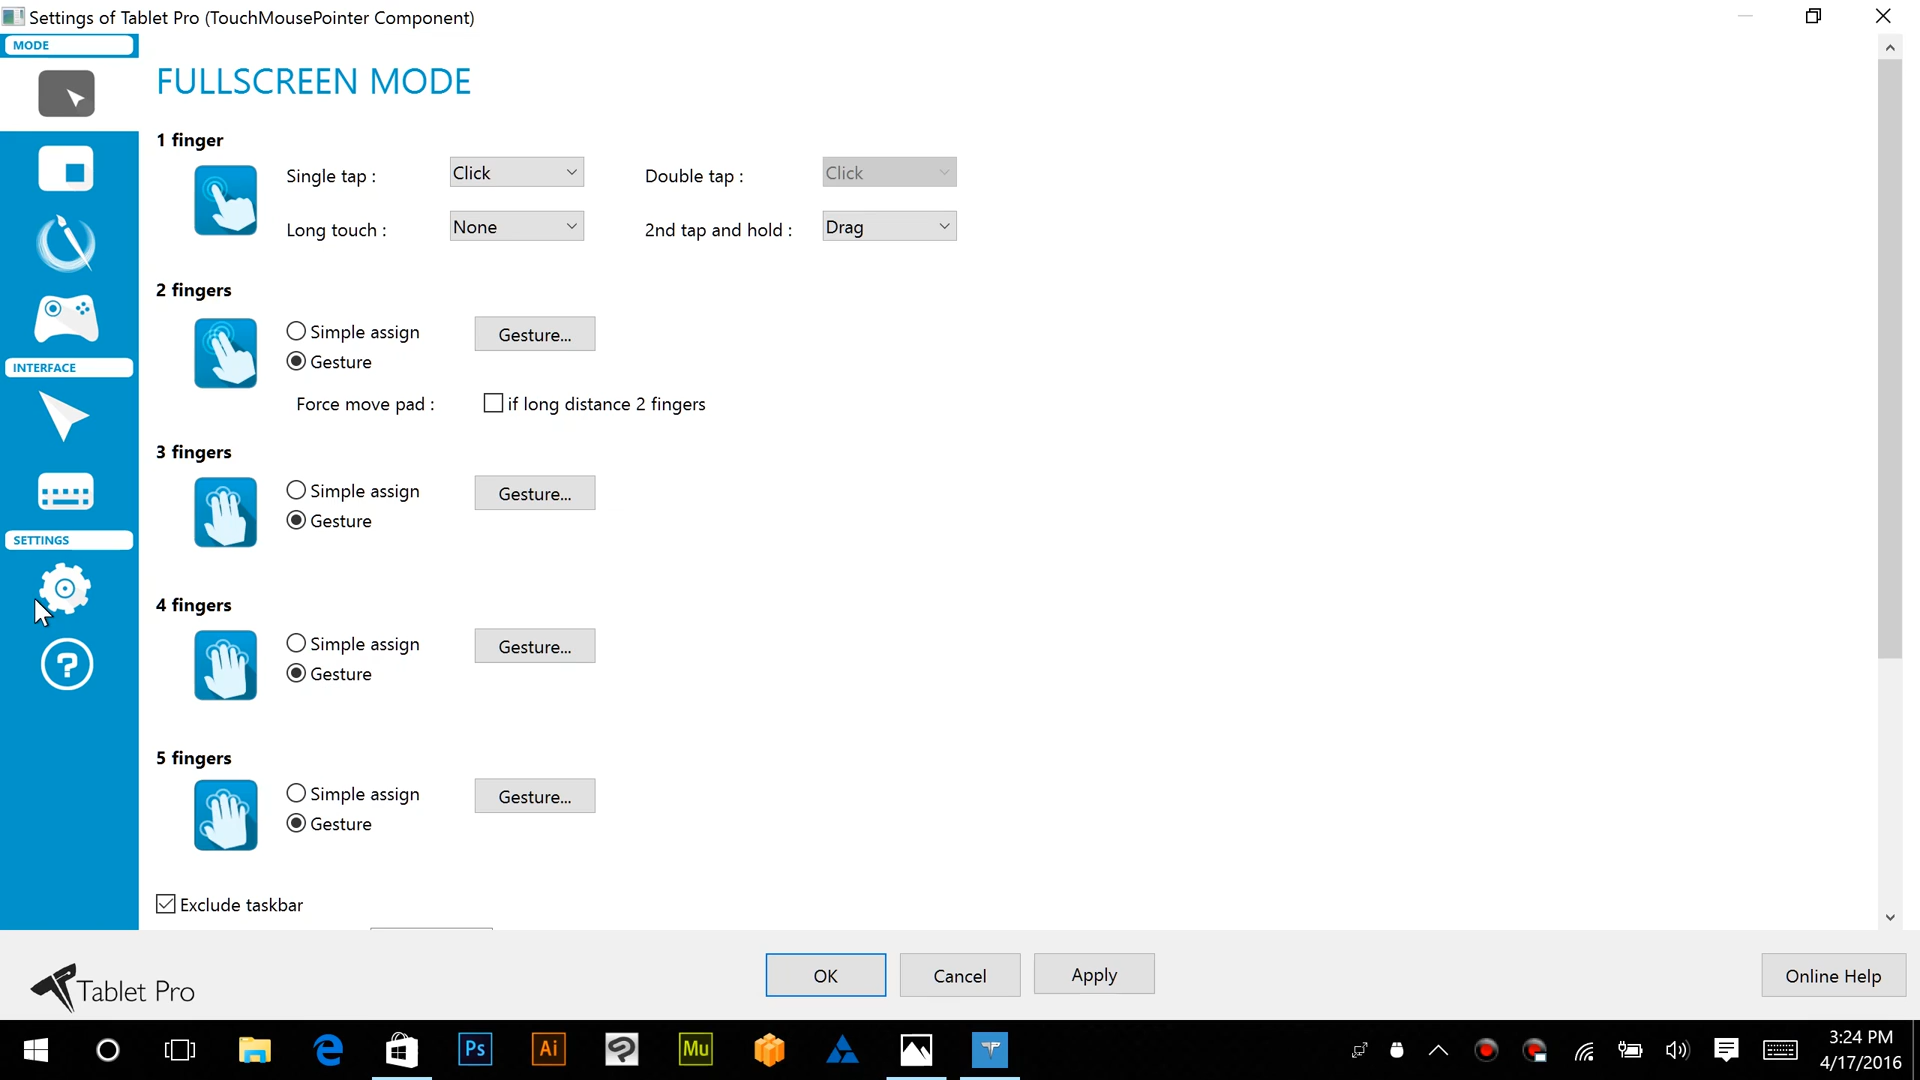 Settings of Tablet Pro (TouchMousePointer Component)
MODE
FULLSCREEN MODE
1 finger
Single tap : Click Double tap : Click
Long touch : None 2nd tap and hold : Drag
2 fingers
Simple assign Gesture...
Gesture
Force move pad : if long distance 2 fingers
INTERFACE
3 fingers
Simple assign Gesture...
Gesture
SETTINGS
4 fingers
Simple assign Gesture...
Gesture
?
5 fingers
Simple assign Gesture...
Gesture
Exclude taskbar
Tablet Pro
OK Cancel Apply Online Help
Ps Ai Mu
3:24 PM
4/17/2016